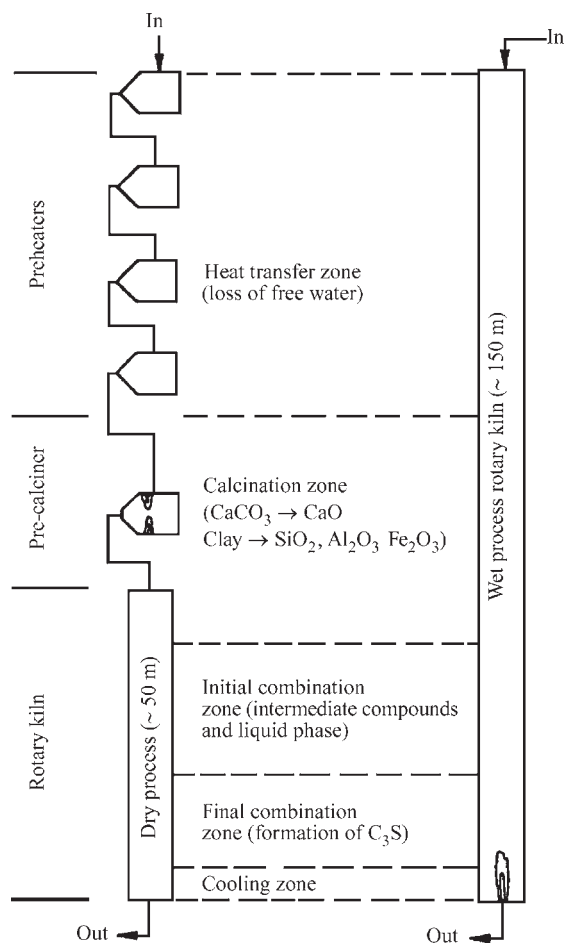 In
In
Preheaters
Heat transfer zone
(loss of free water)
Wet process rotary kiln (~ 150 m)
Pre-calciner
Calcination zone
(CaCO₃ → CaO
Clay → SiO₂, Al₂O₃ Fe₂O₃)
Rotary kiln
Dry process (~ 50 m)
Initial combination
zone (intermediate compounds
and liquid phase)
Final combination
zone (formation of C₃S)
Cooling zone
Out
Out